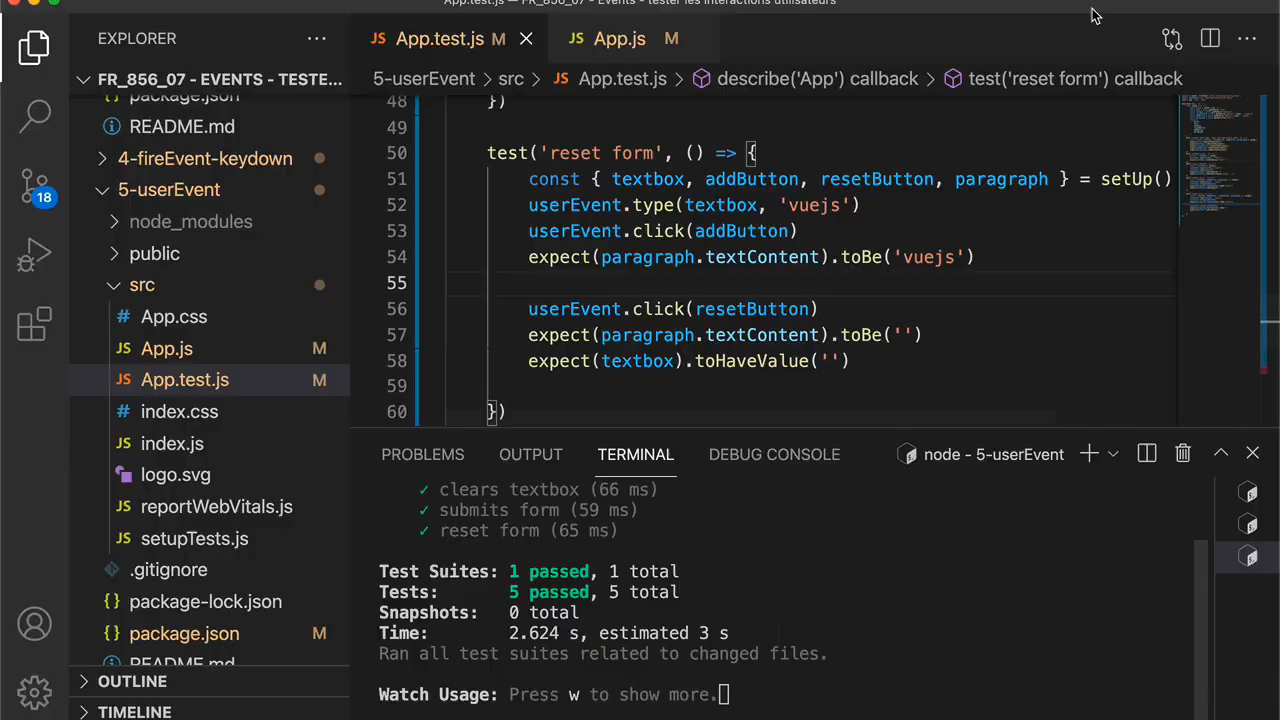 App.test.js — FR_856_07 - Events - tester les interactions utilisateurs
EXPLORER
App.test.js M
App.js M
FR_856_07 - EVENTS - TESTE...
5-userEvent > src > App.test.js > describe('App') callback > test('reset form') callback
package.json
README.md
4-fireEvent-keydown
5-userEvent
node_modules
public
src
App.css
App.js M
App.test.js M
index.css
index.js
logo.svg
reportWebVitals.js
setupTests.js
.gitignore
package-lock.json
package.json M
README.md
OUTLINE
TIMELINE
18
48 })
49
50 test('reset form', () => {
51 const { textbox, addButton, resetButton, paragraph } = setUp()
52 userEvent.type(textbox, 'vuejs')
53 userEvent.click(addButton)
54 expect(paragraph.textContent).toBe('vuejs')
55
56 userEvent.click(resetButton)
57 expect(paragraph.textContent).toBe('')
58 expect(textbox).toHaveValue('')
59
60 })
PROBLEMS OUTPUT TERMINAL DEBUG CONSOLE
node - 5-userEvent
✓ clears textbox (66 ms)
✓ submits form (59 ms)
✓ reset form (65 ms)
Test Suites: 1 passed, 1 total
Tests: 5 passed, 5 total
Snapshots: 0 total
Time: 2.624 s, estimated 3 s
Ran all test suites related to changed files.
Watch Usage: Press w to show more.